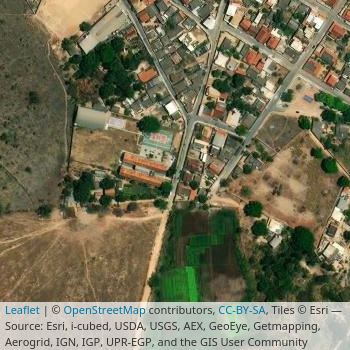 Leaflet | © OpenStreetMap contributors, CC-BY-SA, Tiles © Esri —
Source: Esri, i-cubed, USDA, USGS, AEX, GeoEye, Getmapping,
Aerogrid, IGN, IGP, UPR-EGP, and the GIS User Community